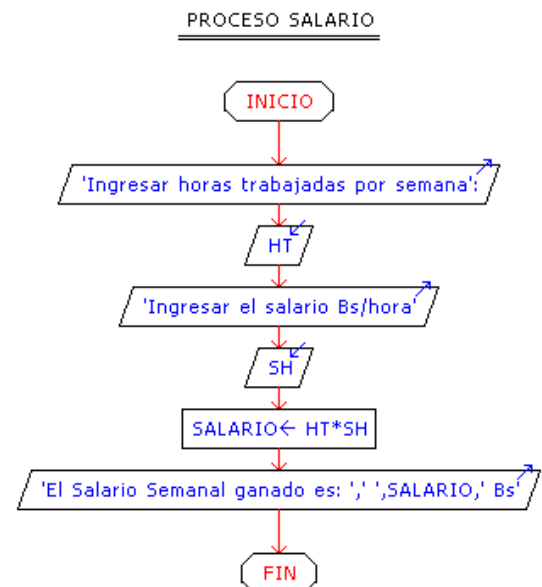 PROCESO SALARIO
INICIO
'Ingresar horas trabajadas por semana':
HT
'Ingresar el salario Bs/hora'
SH
SALARIO← HT*SH
'El Salario Semanal ganado es: ',' ',SALARIO,' Bs'
FIN